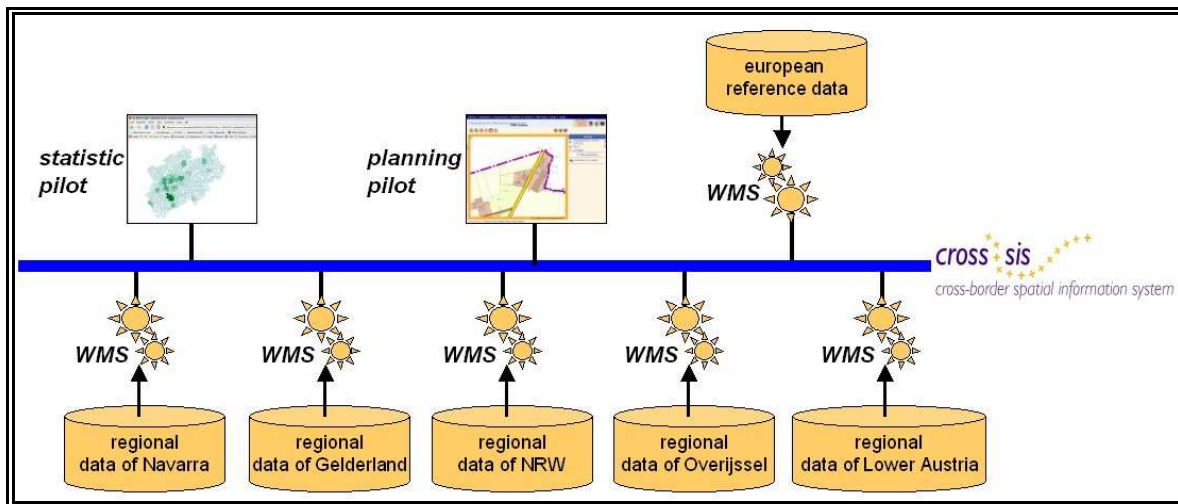 european
reference data
statistic
pilot
planning
pilot
WMS
cross sis
cross-border spatial information system
WMS
WMS
WMS
WMS
WMS
regional
data of Navarra
regional
data of Gelderland
regional
data of NRW
regional
data of Overijssel
regional
data of Lower Austria